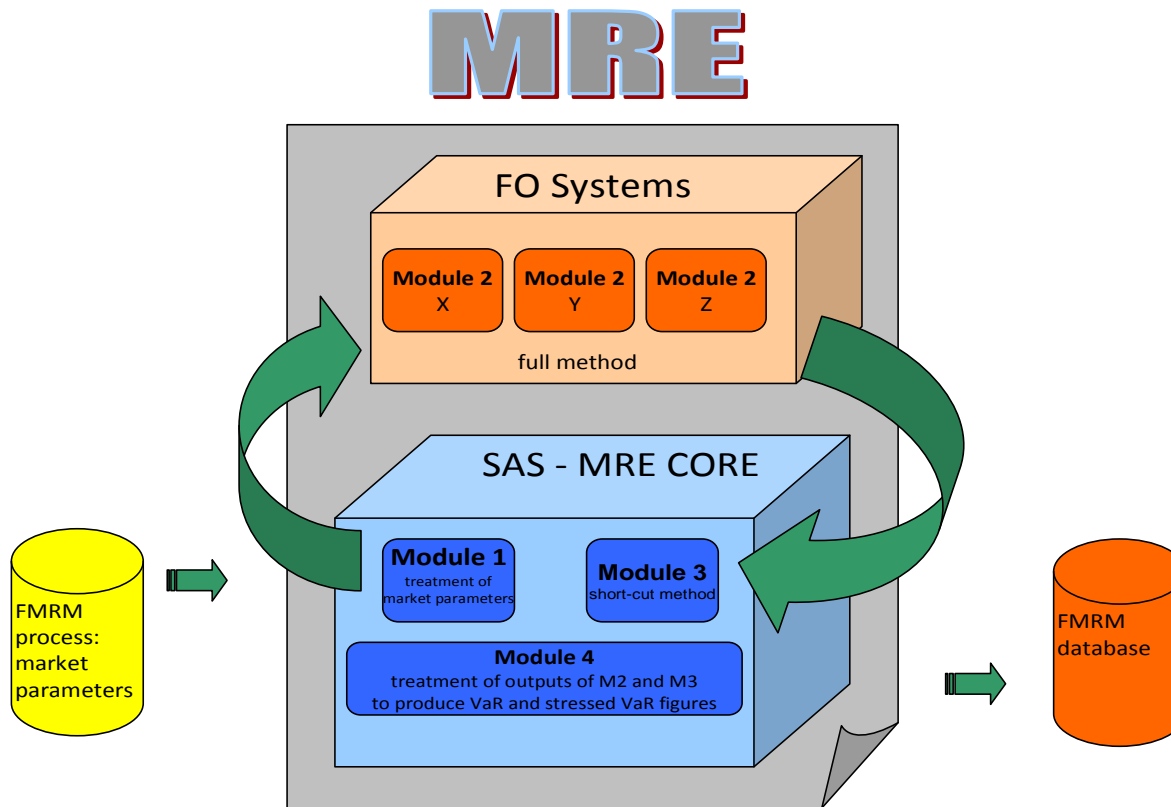 MRE
FO Systems
Module 2
X
Module 2
Y
Module 2
Z
full method
SAS - MRE CORE
Module 1
treatment of
market parameters
Module 3
short-cut method
Module 4
treatment of outputs of M2 and M3
to produce VaR and stressed VaR figures
FMRM
process:
market
parameters
FMRM
database